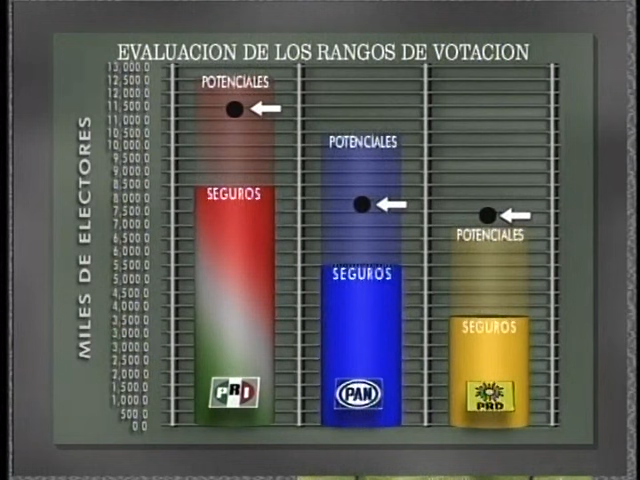 EVALUACION DE LOS RANGOS DE VOTACION
MILES DE ELECTORES
13,000.0
12,500.0
12,000.0
11,500.0
11,000.0
10,500.0
10,000.0
9,500.0
9,000.0
8,500.0
8,000.0
7,500.0
7,000.0
6,500.0
6,000.0
5,500.0
5,000.0
4,500.0
4,000.0
3,500.0
3,000.0
2,500.0
2,000.0
1,500.0
1,000.0
500.0
0.0
POTENCIALES
SEGUROS
PRI
POTENCIALES
SEGUROS
PAN
POTENCIALES
SEGUROS
PRD